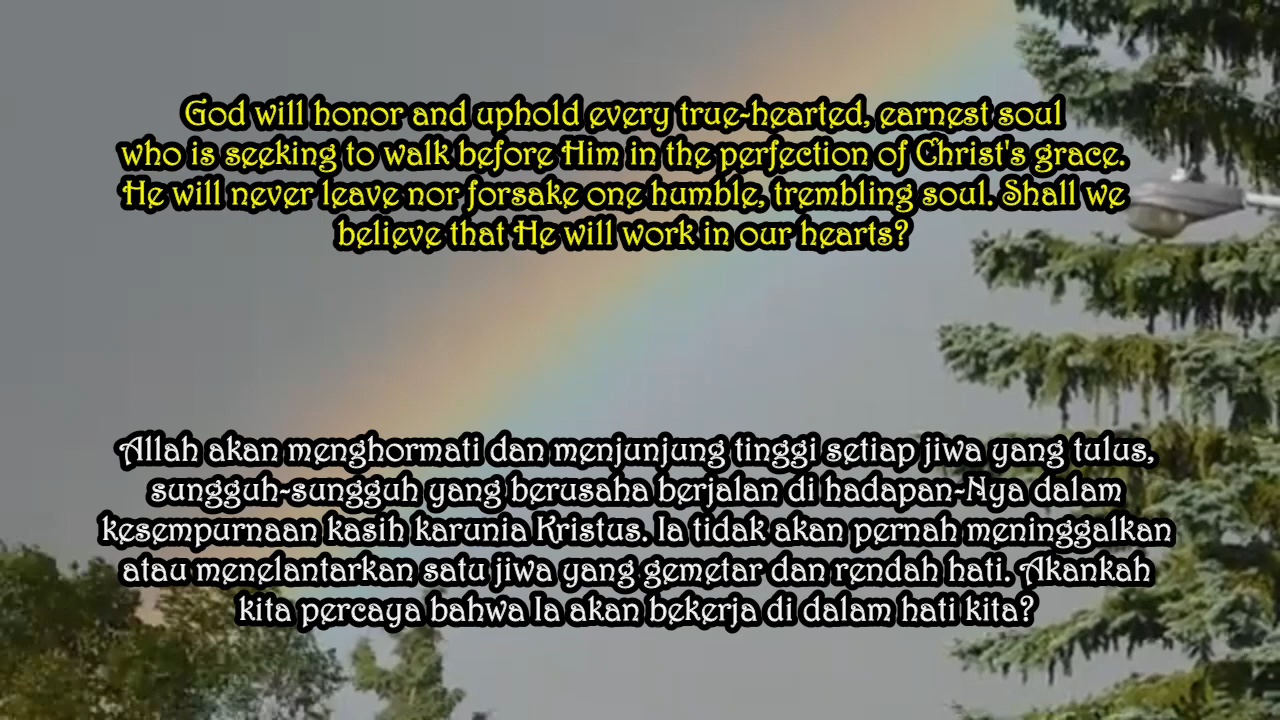 God will honor and uphold every true-hearted, earnest soul
who is seeking to walk before Him in the perfection of Christ's grace.
He will never leave nor forsake one humble, trembling soul. Shall we
believe that He will work in our hearts?
Allah akan menghormati dan menjunjung tinggi setiap jiwa yang tulus,
sungguh-sungguh yang berusaha berjalan di hadapan-Nya dalam
kesempurnaan kasih karunia Kristus. Ia tidak akan pernah meninggalkan
atau menelantarkan satu jiwa yang gemetar dan rendah hati. Akankah
kita percaya bahwa Ia akan bekerja di dalam hati kita?